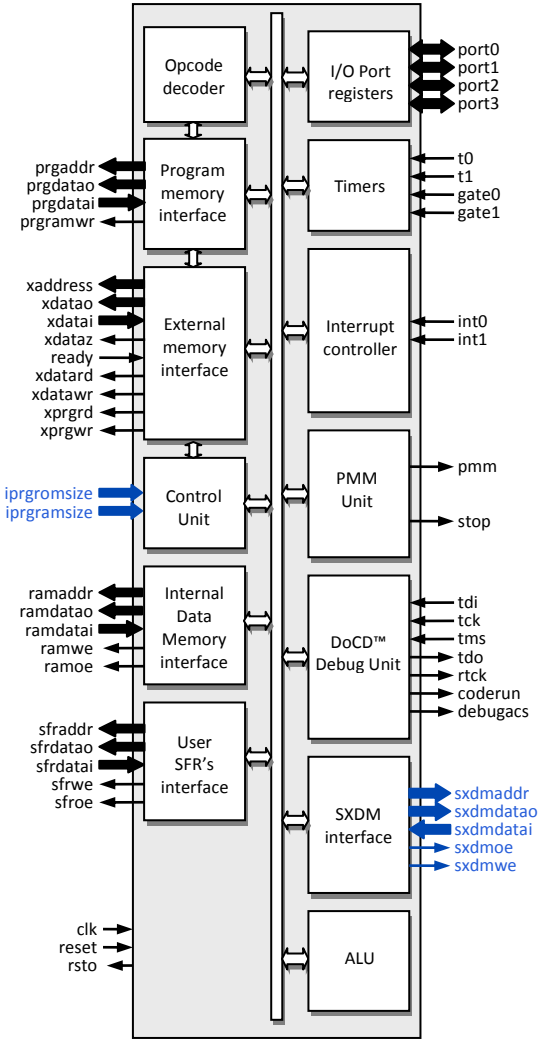 Opcode
decoder
I/O Port
registers
port0
port1
port2
port3
prgaddr
prgdatao
prgdatai
prgramwr
Program
memory
interface
Timers
t0
t1
gate0
gate1
xaddress
xdatao
xdatai
xdataz
ready
xdatard
xdatawr
xprgrd
xprgwr
External
memory
interface
Interrupt
controller
int0
int1
iprgromsize
iprgramsize
Control
Unit
PMM
Unit
pmm
stop
ramaddr
ramdatao
ramdatai
ramwe
ramoe
Internal
Data
Memory
interface
DoCD™
Debug Unit
tdi
tck
tms
tdo
rtck
coderun
debugacs
sfraddr
sfrdatao
sfrdatai
sfrwe
sfroe
User
SFR's
interface
SXDM
interface
sxdmaddr
sxdmdatao
sxdmdatai
sxdmoe
sxdmwe
clk
reset
rsto
ALU